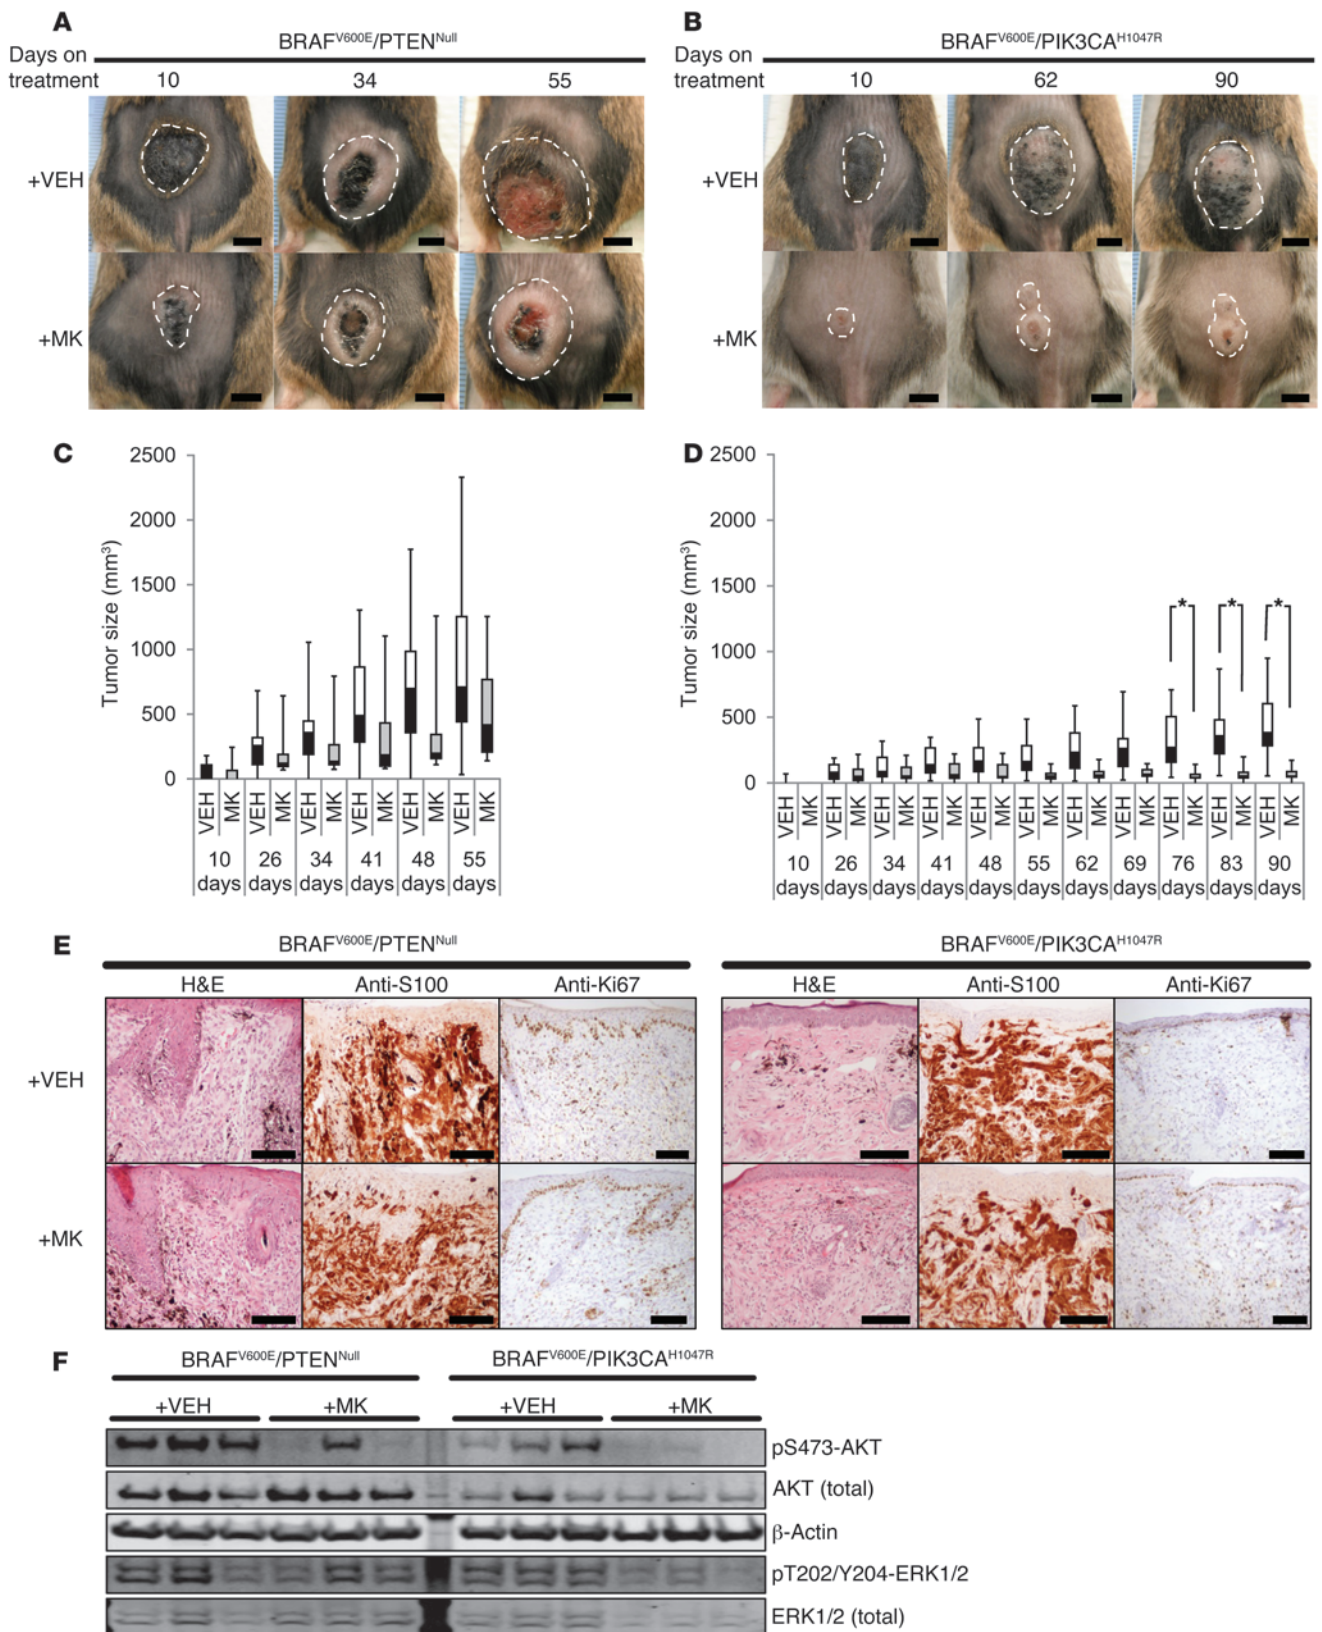 A
BRAF^V600E/PTEN^Null
Days on treatment
10 34 55
+VEH
+MK
B
BRAF^V600E/PIK3CA^H1047R
Days on treatment
10 62 90
+VEH
+MK
C
Tumor size (mm³)
2500
2000
1500
1000
500
0
VEH MK VEH MK VEH MK VEH MK VEH MK VEH MK
10 26 34 41 48 55
days days days days days days
D
Tumor size (mm³)
2500
2000
1500
1000
500
0
* * *
VEH MK VEH MK VEH MK VEH MK VEH MK VEH MK VEH MK VEH MK VEH MK VEH MK VEH MK
10 26 34 41 48 55 62 69 76 83 90
days days days days days days days days days days days
E
BRAF^V600E/PTEN^Null BRAF^V600E/PIK3CA^H1047R
H&E Anti-S100 Anti-Ki67 H&E Anti-S100 Anti-Ki67
+VEH
+MK
F
BRAF^V600E/PTEN^Null BRAF^V600E/PIK3CA^H1047R
+VEH +MK +VEH +MK
pS473-AKT
AKT (total)
β-Actin
pT202/Y204-ERK1/2
ERK1/2 (total)